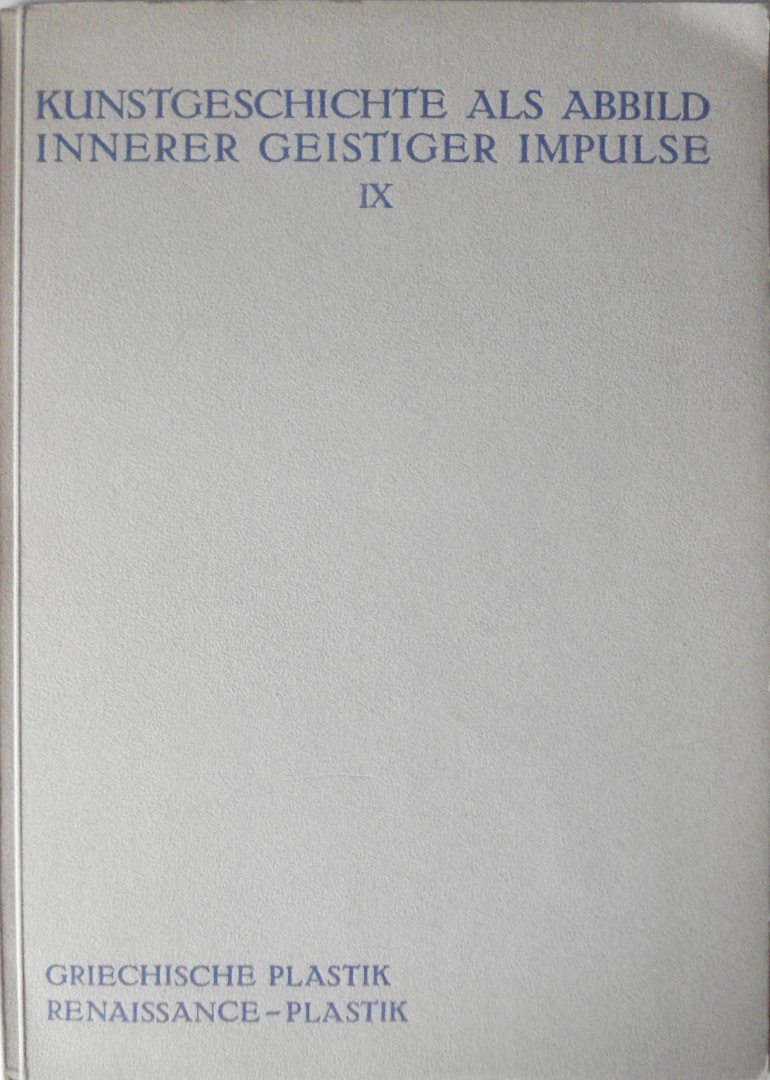 KUNSTGESCHICHTE ALS ABBILD
INNERER GEISTIGER IMPULSE
IX
GRIECHISCHE PLASTIK
RENAISSANCE-PLASTIK